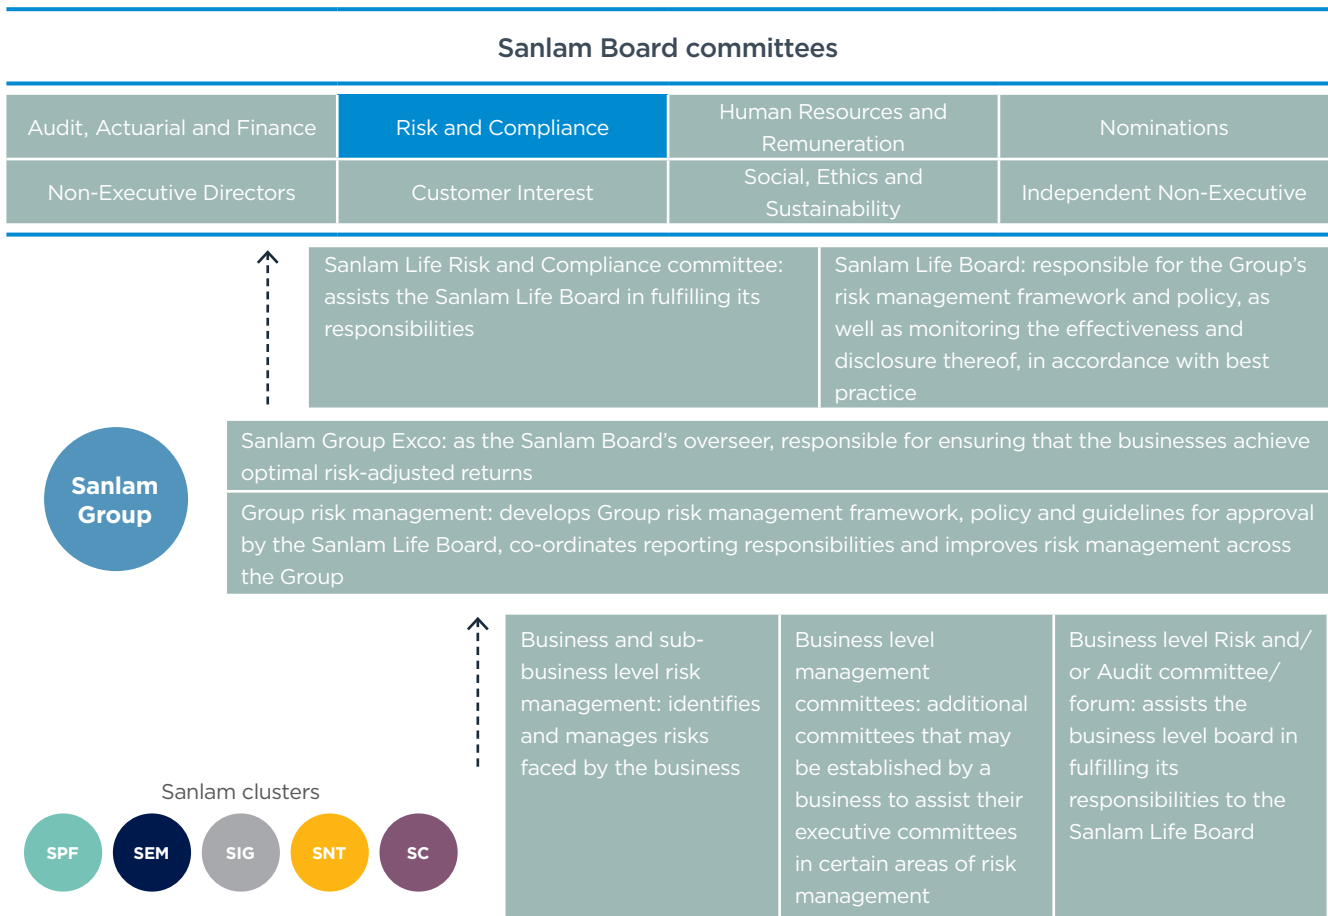 Sanlam Board committees
Audit, Actuarial and Finance
Risk and Compliance
Human Resources and
Remuneration
Nominations
Non-Executive Directors
Customer Interest
Social, Ethics and
Sustainability
Independent Non-Executive
Sanlam Life Risk and Compliance committee:
assists the Sanlam Life Board in fulfilling its
responsibilities
Sanlam Life Board: responsible for the Group’s
risk management framework and policy, as
well as monitoring the effectiveness and
disclosure thereof, in accordance with best
practice
Sanlam
Group
Sanlam Group Exco: as the Sanlam Board’s overseer, responsible for ensuring that the businesses achieve
optimal risk-adjusted returns
Group risk management: develops Group risk management framework, policy and guidelines for approval
by the Sanlam Life Board, co-ordinates reporting responsibilities and improves risk management across
the Group
Business and sub-
business level risk
management: identifies
and manages risks
faced by the business
Business level
management
committees: additional
committees that may
be established by a
business to assist their
executive committees
in certain areas of risk
management
Business level Risk and/
or Audit committee/
forum: assists the
business level board in
fulfilling its
responsibilities to the
Sanlam Life Board
Sanlam clusters
SPF
SEM
SIG
SNT
SC